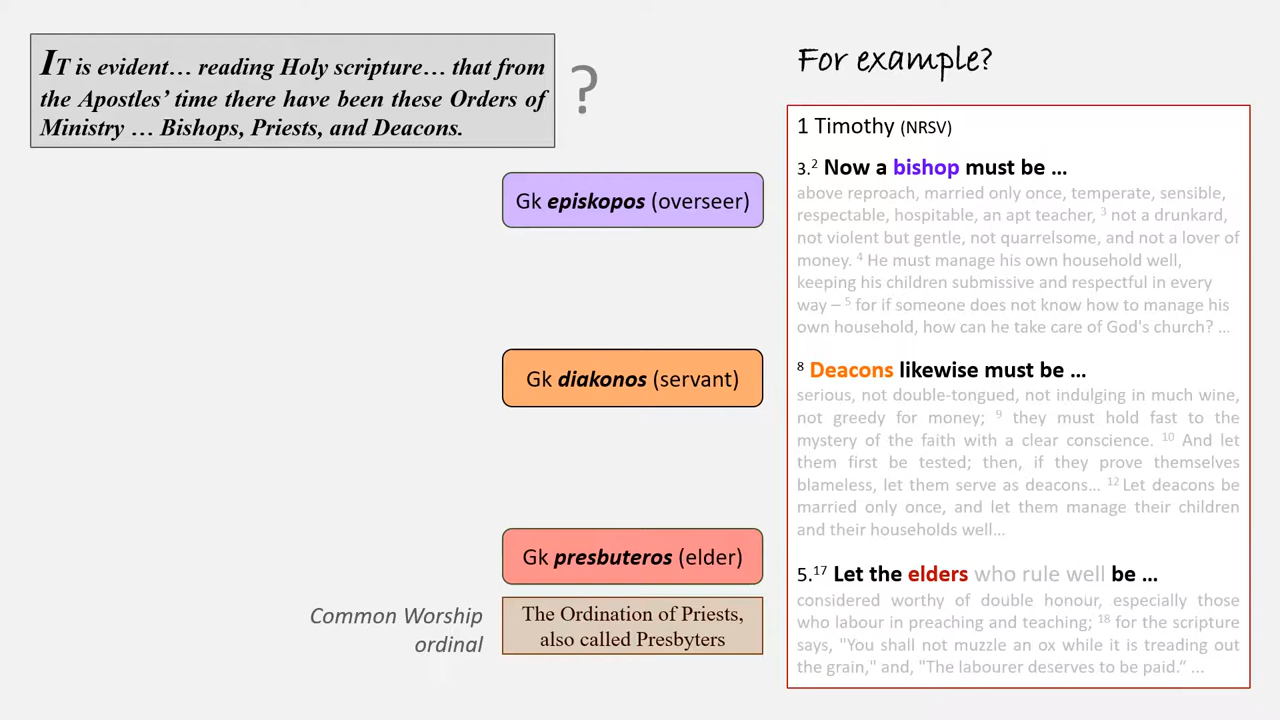 IT is evident… reading Holy scripture… that from
the Apostles’ time there have been these Orders of
Ministry … Bishops, Priests, and Deacons.
?
Gk episkopos (overseer)
Gk diakonos (servant)
Gk presbuteros (elder)
Common Worship
ordinal
The Ordination of Priests,
also called Presbyters
For example?
1 Timothy (NRSV)
3.² Now a bishop must be …
above reproach, married only once, temperate, sensible,
respectable, hospitable, an apt teacher, ³ not a drunkard,
not violent but gentle, not quarrelsome, and not a lover of
money. ⁴ He must manage his own household well,
keeping his children submissive and respectful in every
way – ⁵ for if someone does not know how to manage his
own household, how can he take care of God's church? …
⁸ Deacons likewise must be …
serious, not double-tongued, not indulging in much wine,
not greedy for money; ⁹ they must hold fast to the
mystery of the faith with a clear conscience. ¹⁰ And let
them first be tested; then, if they prove themselves
blameless, let them serve as deacons… ¹² Let deacons be
married only once, and let them manage their children
and their households well…
5.¹⁷ Let the elders who rule well be …
considered worthy of double honour, especially those
who labour in preaching and teaching; ¹⁸ for the scripture
says, "You shall not muzzle an ox while it is treading out
the grain," and, "The labourer deserves to be paid.“ …